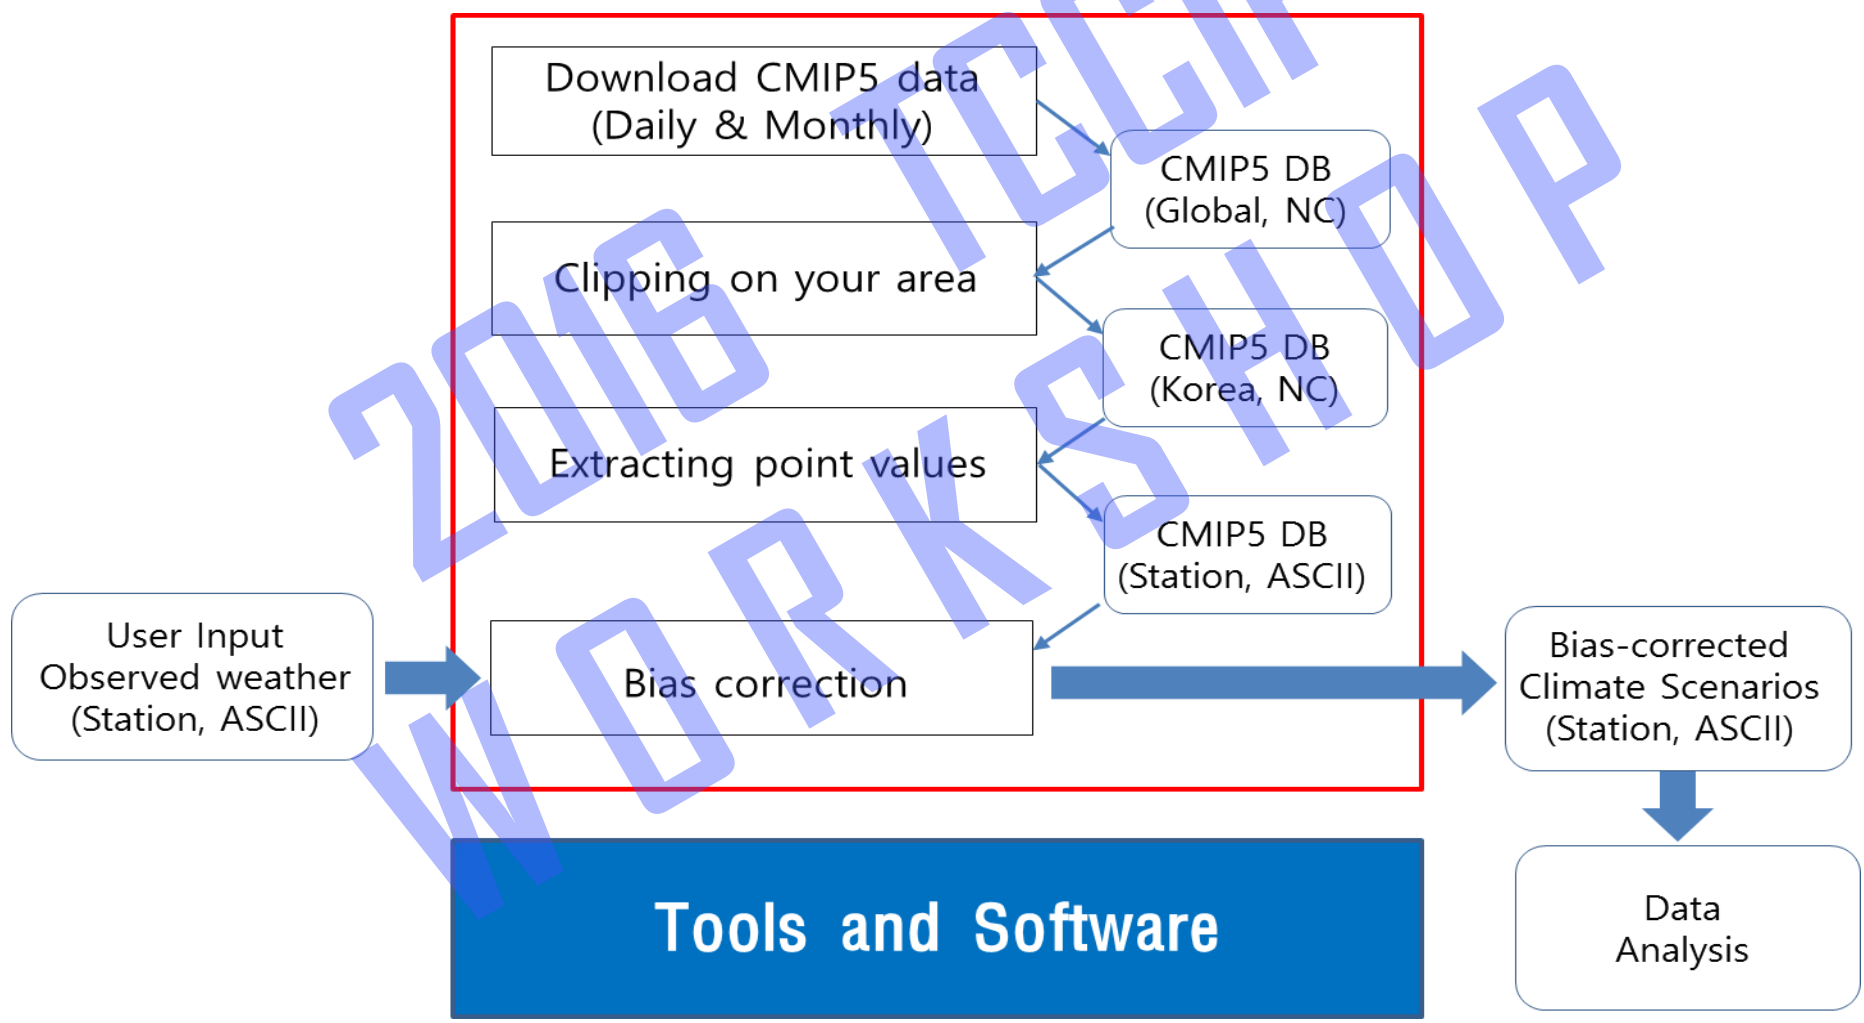 Download CMIP5 data
(Daily & Monthly)
CMIP5 DB
(Global, NC)
Clipping on your area
CMIP5 DB
(Korea, NC)
Extracting point values
CMIP5 DB
(Station, ASCII)
User Input
Observed weather
(Station, ASCII)
Bias correction
Bias-corrected
Climate Scenarios
(Station, ASCII)
Data
Analysis
Tools and Software
2016 TCCIP
WORKSHOP